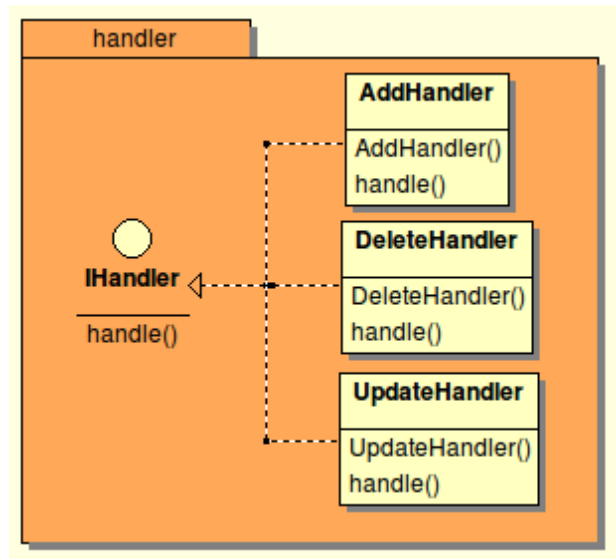 handler
AddHandler
AddHandler()
handle()
IHandler
handle()
DeleteHandler
DeleteHandler()
handle()
UpdateHandler
UpdateHandler()
handle()